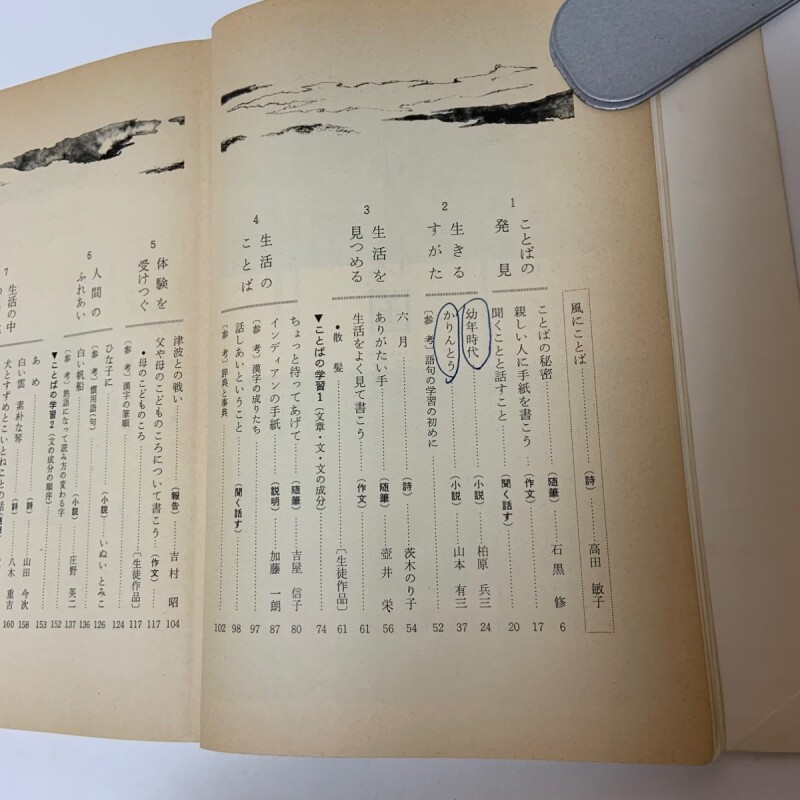 風にことば……(詩)……高田 敏子
1 ことばの発見
ことばの秘密……(随筆)……石黒 修 6
親しい人に手紙を書こう……(作文)……17
聞くことと話すこと……(聞く話す)……20
2 生きるすがた
幼年時代……(小説)……柏原 兵三 24
かりんとう……(小説)……山本 有三 37
〔参考〕語句の学習の初めに……52
3 生活を見つめる
六月……(詩)……茨木のり子 54
ありがたい手……(随筆)……壺井 栄 56
生活をよく見て書こう……(作文)……61
•散髪……〔生徒作品〕61
▼ことばの学習1(文章・文・文の成分)……74
4 生活のことば
ちょっと待ってあげて……(随筆)……吉屋 信子 80
インディアンの手紙……(説明)……加藤 一朗 87
〔参考〕漢字の成りたち……97
話しあいということ……(聞く話す)……98
〔参考〕辞典と事典……102
5 体験を受けつぐ
津波との戦い……(報告)……吉村 昭 104
父や母のこどものころについて書こう……(作文)……117
•母のこどものころ……〔生徒作品〕117
〔参考〕漢字の筆順……124
6 人間のふれあい
ひな子に……(小説)……いぬい とみこ 126
〔参考〕慣用語(句)……136
白い帆船……(小説)……庄野 英二 137
〔参考〕熟語になって読み方の変わる字……152
▼ことばの学習2(文の成分の順序)……153
7 生活の中
あめ……(詩)……山田 今次 158
白い雲 素朴な琴……(詩)……八木 重吉 160
犬とすずめとこいとねことの話